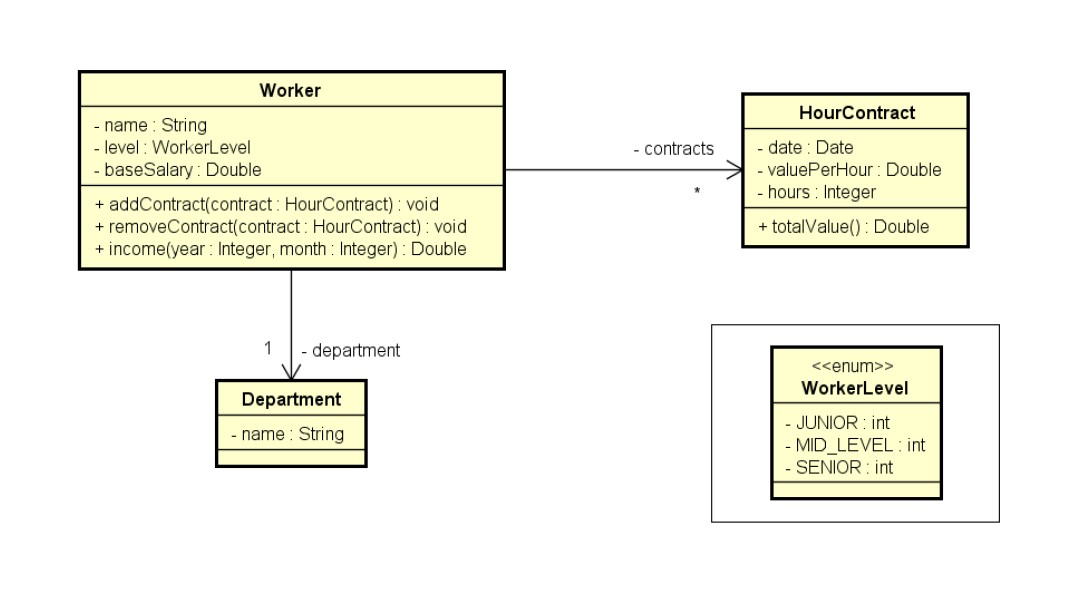 Worker
- name : String
- level : WorkerLevel
- baseSalary : Double
+ addContract(contract : HourContract) : void
+ removeContract(contract : HourContract) : void
+ income(year : Integer, month : Integer) : Double
- contracts
*
HourContract
- date : Date
- valuePerHour : Double
- hours : Integer
+ totalValue() : Double
1
- department
Department
- name : String
<<enum>>
WorkerLevel
- JUNIOR : int
- MID_LEVEL : int
- SENIOR : int